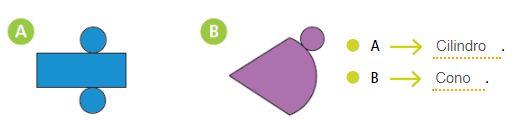 A
B
A → Cilindro .
B → Cono .